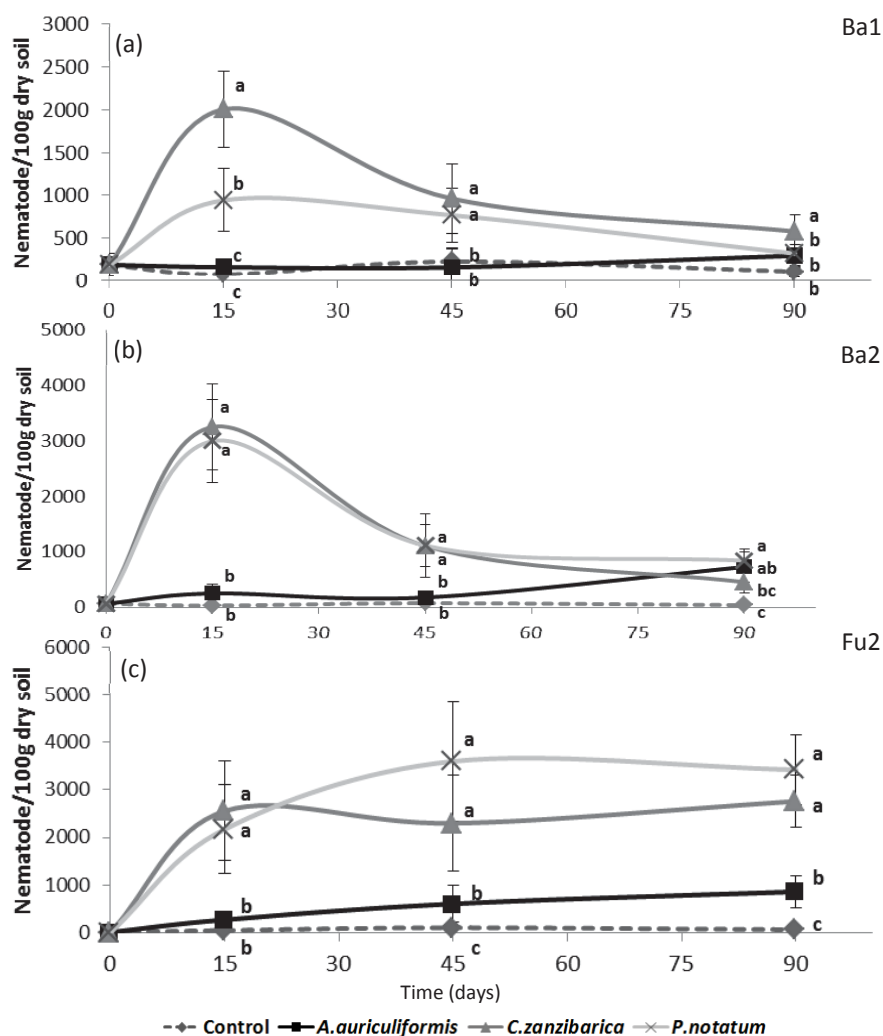 (a)
Ba1
Nematode/100g dry soil
3000
2500
2000
1500
1000
500
0
a
b
c
c
a
a
b
b
a
b
b
b
0 15 30 45 60 75 90
(b)
Ba2
Nematode/100g dry soil
5000
4000
3000
2000
1000
0
a
a
b
b
a
a
b
a
ab
bc
c
0 15 30 45 60 75 90
(c)
Fu2
Nematode/100g dry soil
6000
5000
4000
3000
2000
1000
0
a
a
b
b
a
a
b
c
a
a
b
c
0 15 30 45 60 75 90
Time (days)
Control A.auriculiformis C.zanzibarica P.notatum